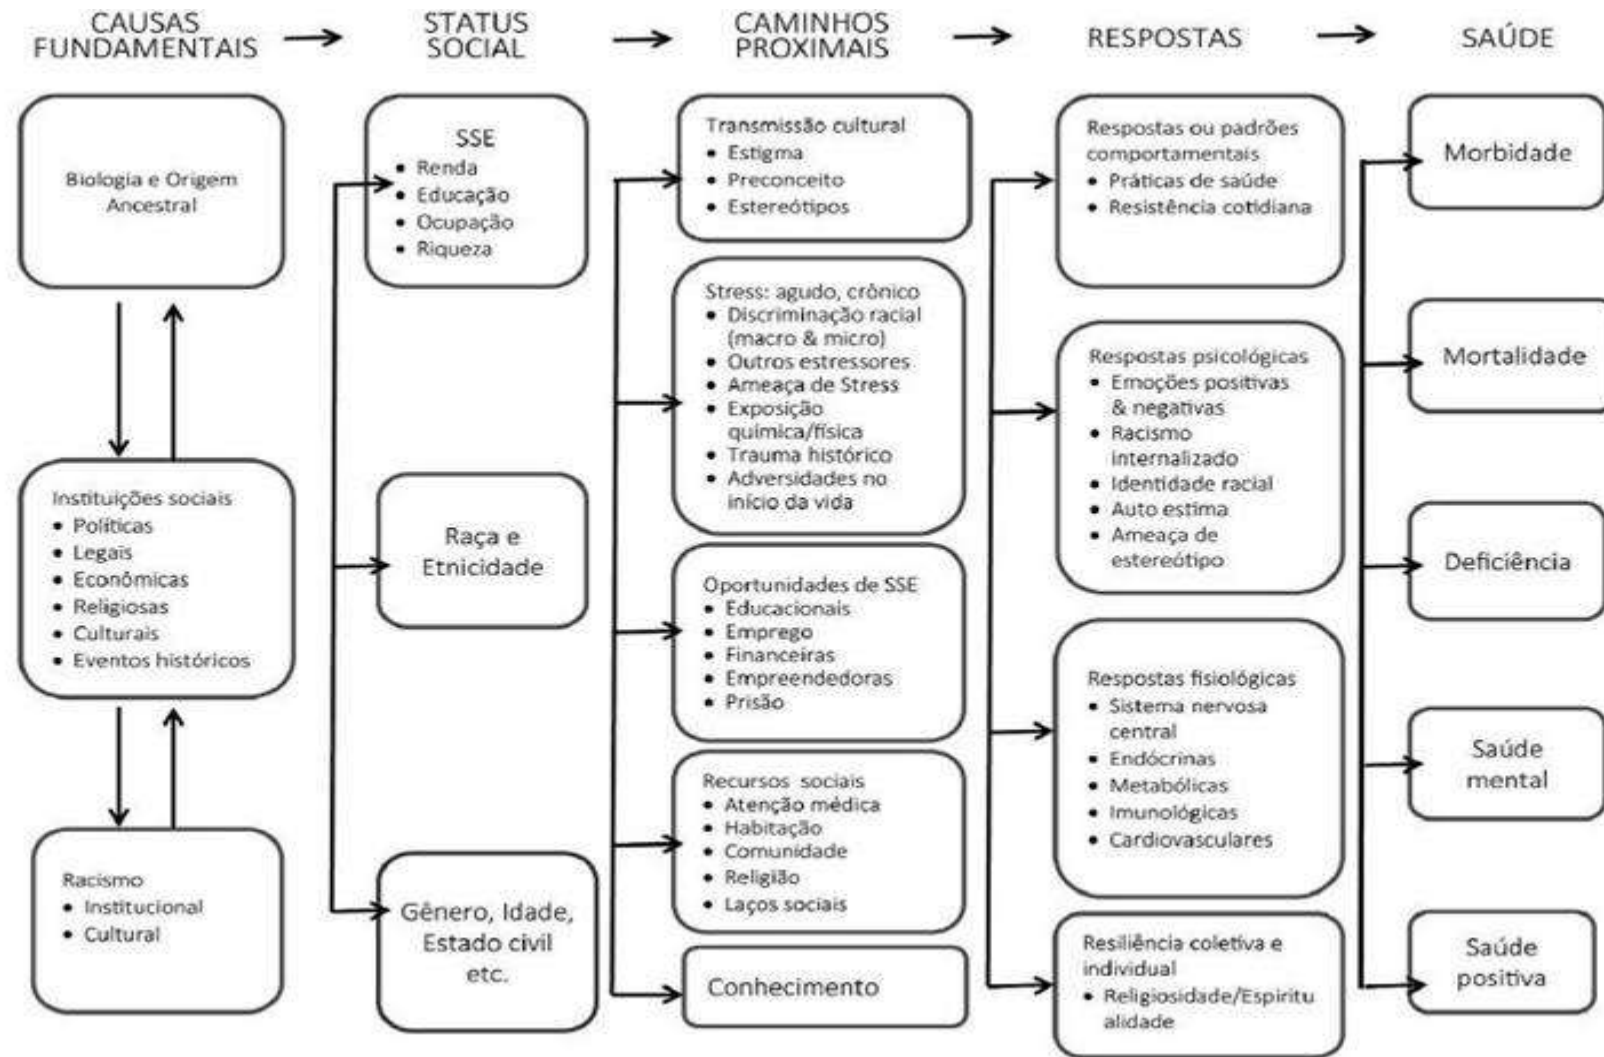 CAUSAS
FUNDAMENTAIS
STATUS
SOCIAL
CAMINHOS
PROXIMAIS
RESPOSTAS
SAÚDE
Biologia e Origem
Ancestral
Instituições sociais
• Políticas
• Legais
• Econômicas
• Religiosas
• Culturais
• Eventos históricos
Racismo
• Institucional
• Cultural
SSE
• Renda
• Educação
• Ocupação
• Riqueza
Raça e
Etnicidade
Gênero, Idade,
Estado civil
etc.
Transmissão cultural
• Estigma
• Preconceito
• Estereótipos
Stress: agudo, crônico
• Discriminação racial
(macro & micro)
• Outros estressores
• Ameaça de Stress
• Exposição
química/física
• Trauma histórico
• Adversidades no
início da vida
Oportunidades de SSE
• Educacionais
• Emprego
• Financeiras
• Empreendedoras
• Prisão
Recursos sociais
• Atenção médica
• Habitação
• Comunidade
• Religião
• Laços sociais
Conhecimento
Respostas ou padrões
comportamentais
• Práticas de saúde
• Resistência cotidiana
Respostas psicológicas
• Emoções positivas
& negativas
• Racismo
internalizado
• Identidade racial
• Auto estima
• Ameaça de
estereótipo
Respostas fisiológicas
• Sistema nervosa
central
• Endócrinas
• Metabólicas
• Imunológicas
• Cardiovasculares
Resiliência coletiva e
individual
• Religiosidade/Espiritu
alidade
Morbidade
Mortalidade
Deficiência
Saúde
mental
Saúde
positiva